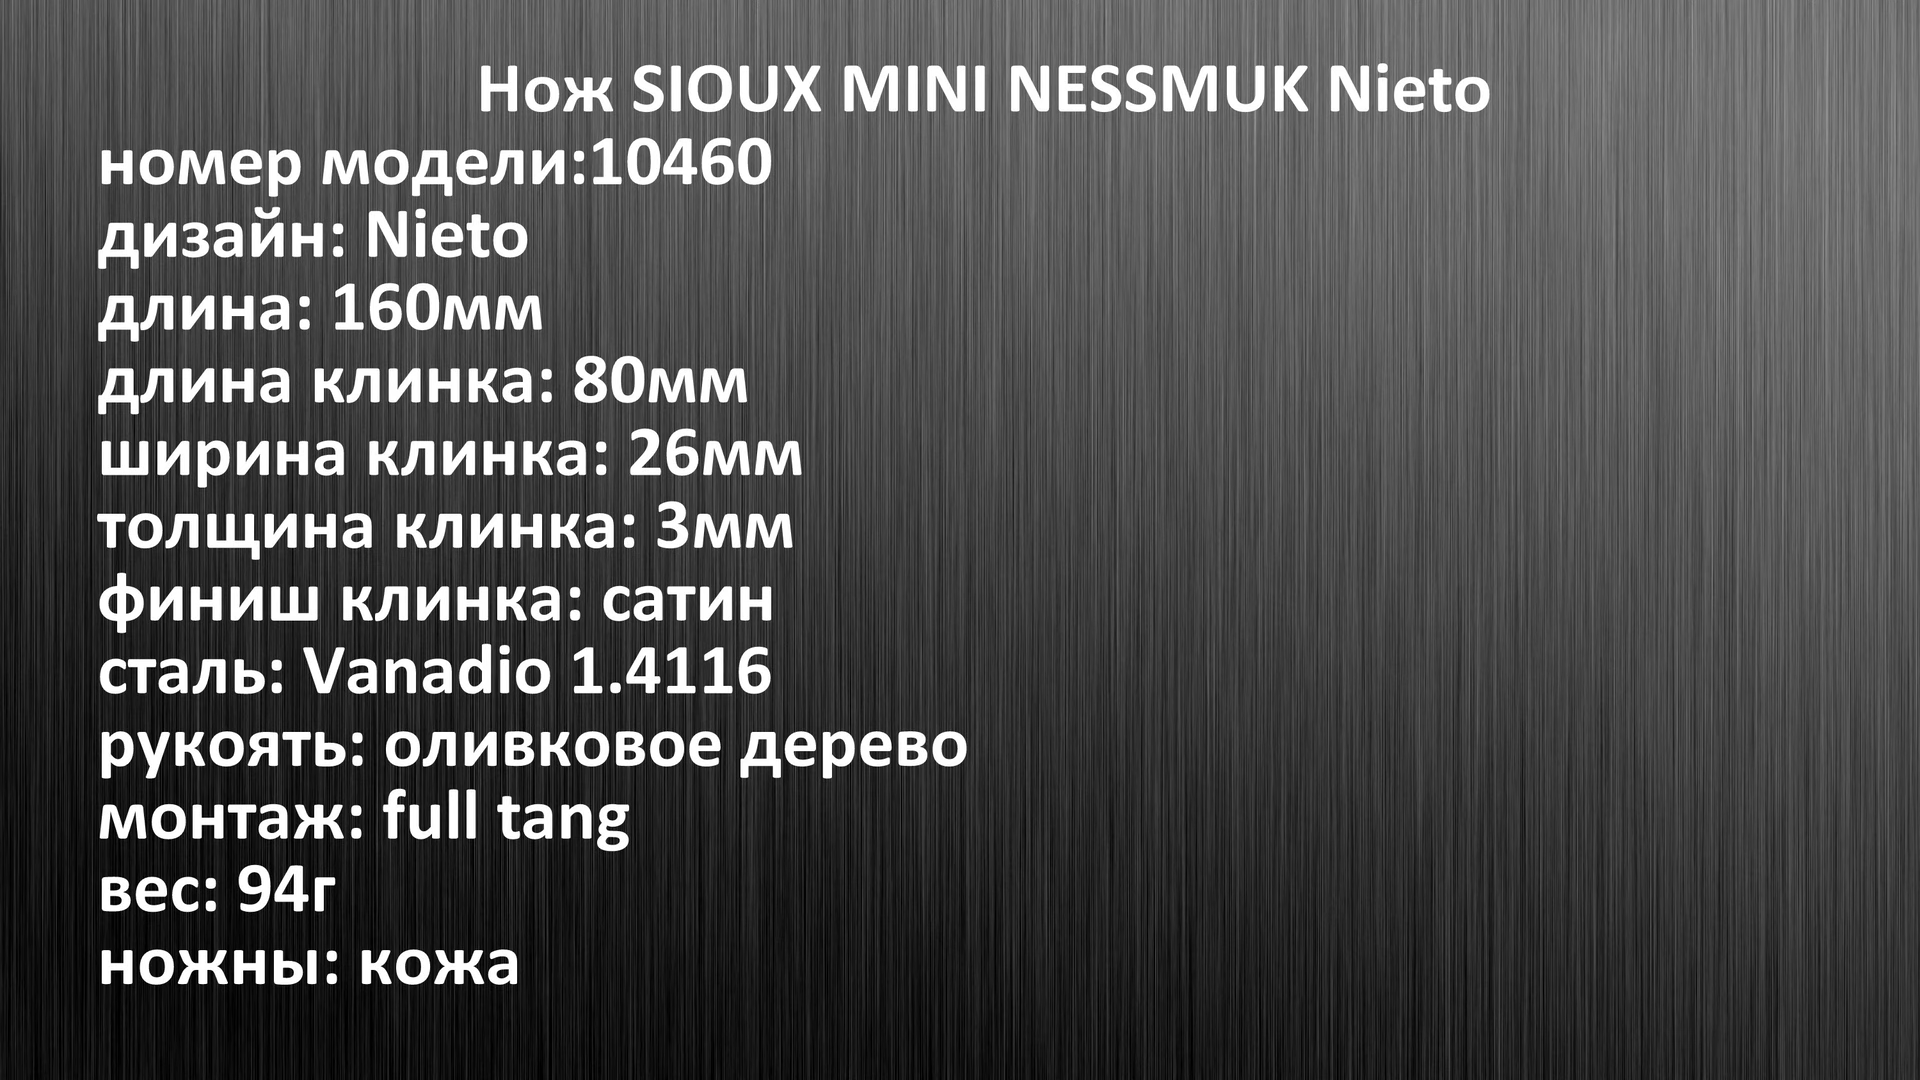 Нож SIOUX MINI NESSMUK Nieto
номер модели:10460
дизайн: Nieto
длина: 160мм
длина клинка: 80мм
ширина клинка: 26мм
толщина клинка: 3мм
финиш клинка: сатин
сталь: Vanadio 1.4116
рукоять: оливковое дерево
монтаж: full tang
вес: 94г
ножны: кожа